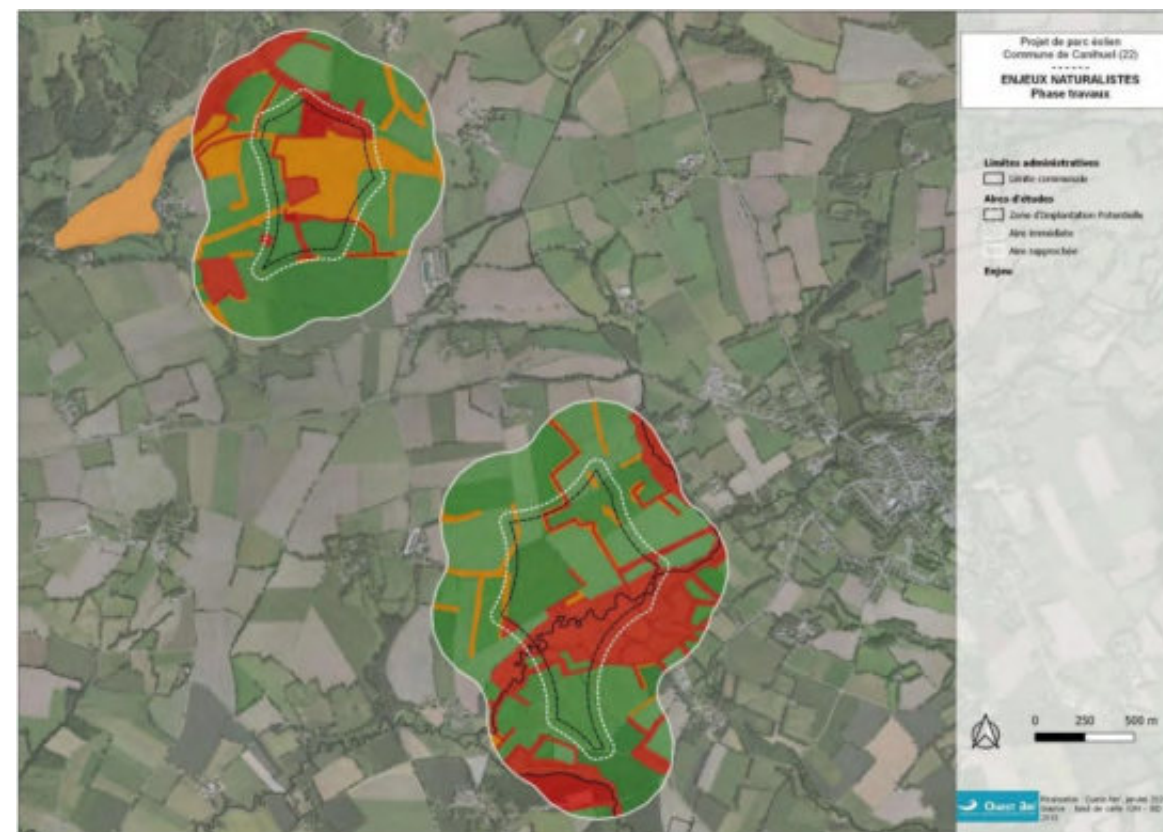 Projet de parc éolien
Commune de Canihuel (22)
------
ENJEUX NATURALISTES
Phase travaux
Limites administratives
Limite communale
Aires d'études
Zone d'Implantation Potentielle
Aire immédiate
Aire rapprochée
Enjeu
0 250 500 m
Ouest Am'